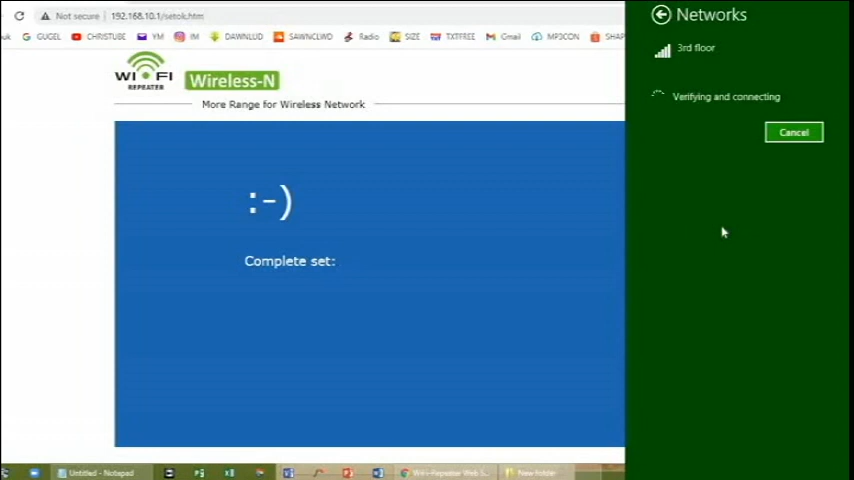 Not secure | 192.168.10.1/setok.htm
Networks
uk GUGEL CHRISTUBE YM IM DAWNLUD SAWNCLWD Radio SIZE TXTFREE Gmail MP3CON SHAP
3rd floor
WI FI
REPEATER
Wireless-N
More Range for Wireless Network
Verifying and connecting
Cancel
:-)
Complete set:
Untitled - Notepad
New folder